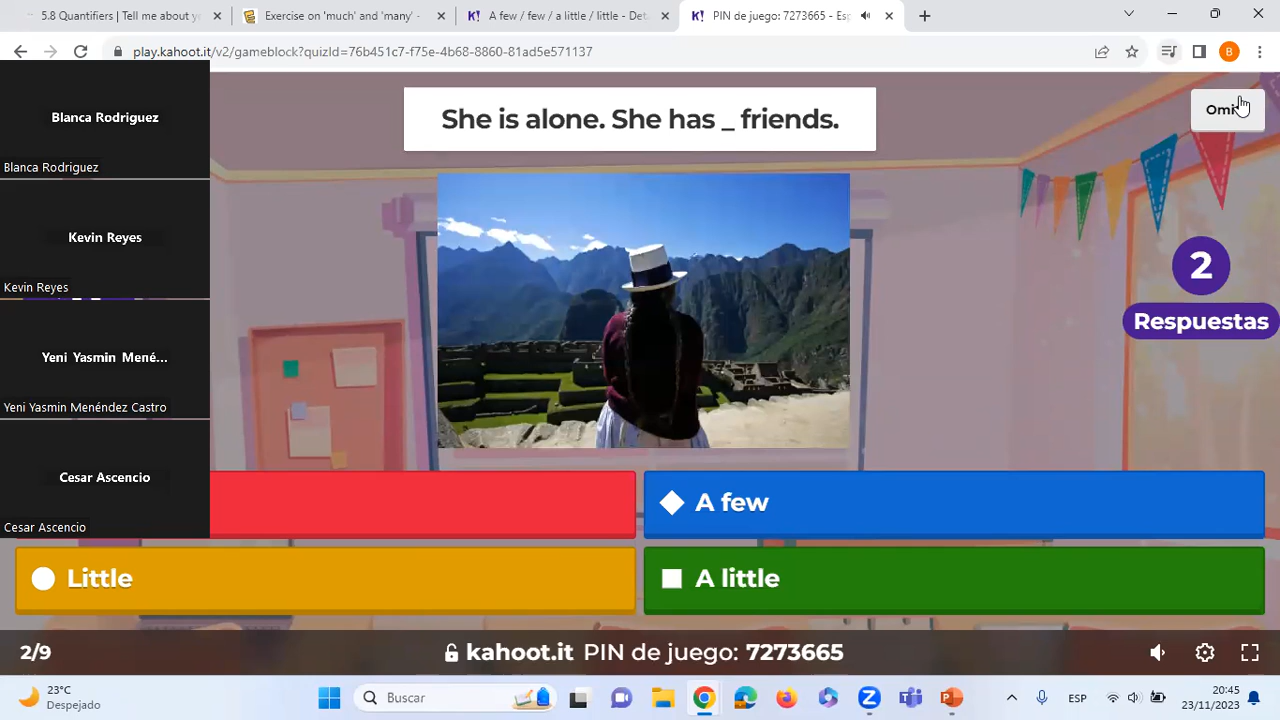 5.8 Quantifiers | Tell me about y
Exercise on 'much' and 'many' -
A few / few / a little / little - Deta
PIN de juego: 7273665 - Esp
play.kahoot.it/v2/gameblock?quizId=76b451c7-f75e-4b68-8860-81ad5e571137
B
Blanca Rodriguez
Blanca Rodriguez
Kevin Reyes
Kevin Reyes
Yeni Yasmin Mené...
Yeni Yasmin Menéndez Castro
Cesar Ascencio
Cesar Ascencio
She is alone. She has _ friends.
Omi
2
Respuestas
A few
Little
A little
2/9
kahoot.it PIN de juego: 7273665
23°C
Despejado
Buscar
ESP
20:45
23/11/2023